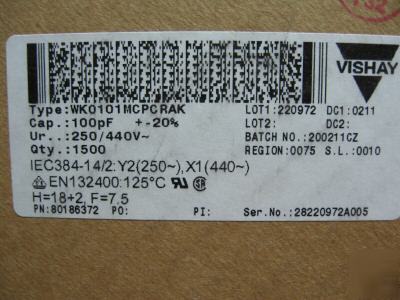 132
VISHAY
Type:WKO101MCPCRAK LOT1:220972 DC1:0211
Cap.:100pF +-20% LOT2: DC2:
Ur..:250/440V~ BATCH NO.:200211CZ
Qty.:1500 REGION:0075 S.L.:0010
IEC384-14/2:Y2(250~),X1(440~)
EN132400:125°C
H=18+2,F=7.5
PN:80186372 PO: PI: Ser.No.:28220972A005